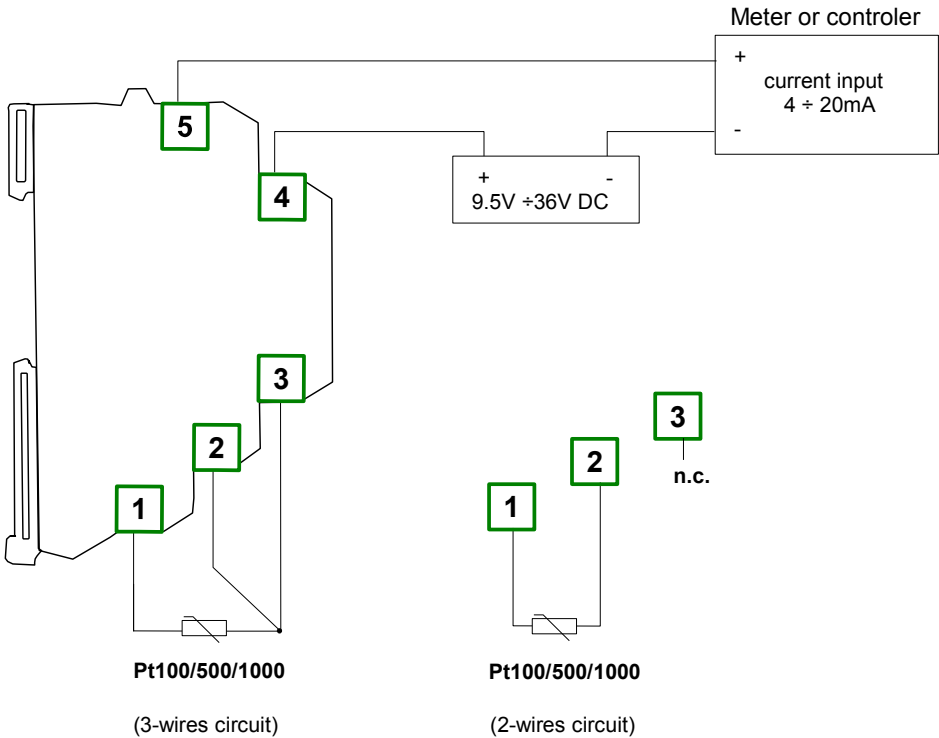 Meter or controler
+
current input
4 ÷ 20mA
-
5
4
+ -
9.5V ÷36V DC
3
2
1
3
n.c.
2
1
Pt100/500/1000
(3-wires circuit)
Pt100/500/1000
(2-wires circuit)